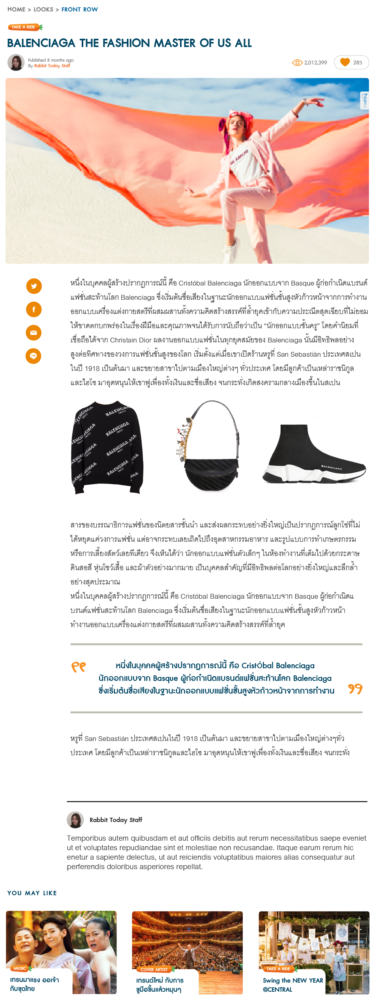 HOME > LOOKS > FRONT ROW
TAKE A RIDE
BALENCIAGA THE FASHION MASTER OF US ALL
Published 8 months ago
By Rabbit Today Staff
2,012,399
285
today
หนึ่งในบุคคลผู้สร้างปรากฏการณ์นี้ คือ Cristóbal Balenciaga นักออกแบบจาก Basque ผู้ก่อกำเนิดแบรนด์
แฟชั่นสะท้านโลก Balenciaga ซึ่งเริ่มต้นชื่อเสียงในฐานะนักออกแบบแฟชั่นชั้นสูงหัวก้าวหน้าจากการทำงาน
ออกแบบเครื่องแต่งกายสตรีที่ผสมผสานทั้งความคิดสร้างสรรค์ที่ล้ำยุคเข้ากับความประณีตสุดเฉียบที่ไม่ยอม
ให้ขาดตกบกพร่องในเรื่องฝีมือและคุณภาพจนได้รับการนับถือว่าเป็น “นักออกแบบชั้นครู” โดยคำนิยมที่
เชื่อถือได้จาก Christain Dior ผลงานออกแบบแฟชั่นในทุกยุคสมัยของ Balenciaga นั้นมีอิทธิพลอย่าง
สูงต่อทิศทางของวงการแฟชั่นชั้นสูงของโลก เริ่มตั้งแต่เมื่อเขาเปิดร้านหรูที่ San Sebastián ประเทศสเปน
ในปี 1918 เป็นต้นมา และขยายสาขาไปตามเมืองใหญ่ต่างๆ ทั่วประเทศ โดยมีลูกค้าเป็นเหล่าราชนิกูล
และไฮโซ มาอุดหนุนให้เขาฟูเฟื่องทั้งเงินและชื่อเสียง จนกระทั่งเกิดสงครามกลางเมืองขึ้นในสเปน
LINE
BALENCIAGA
PARIS
BALENCIAGA
PARIS
BALENCIAGA
PARIS
BALENCIAGA
PARIS
BALENCIAGA
สารของบรรณาธิการแฟชั่นของนิตยสารชั้นนำ และส่งผลกระทบอย่างยิ่งใหญ่เป็นปรากฏการณ์ลูกโซ่ที่ไม่
ได้หยุดแค่วงการแฟชั่น แต่อาจกระทบเลยเถิดไปถึงอุตสาหกรรมอาหาร และรูปแบบการทำเกษตรกรรม
หรือการเลี้ยงสัตว์เลยทีเดียว จึงเห็นได้ว่า นักออกแบบแฟชั่นตัวเล็กๆ ในห้องทำงานที่เต็มไปด้วยกระดาษ
ดินสอสี หุ่นโชว์เสื้อ และผ้าตัวอย่างมากมาย เป็นบุคคลสำคัญที่มีอิทธิพลต่อโลกอย่างยิ่งใหญ่และลึกล้ำ
อย่างสุดประมาณ
หนึ่งในบุคคลผู้สร้างปรากฏการณ์นี้ คือ Cristóbal Balenciaga นักออกแบบจาก Basque ผู้ก่อกำเนิดแ
บรนด์แฟชั่นสะท้านโลก Balenciaga ซึ่งเริ่มต้นชื่อเสียงในฐานะนักออกแบบแฟชั่นชั้นสูงหัวก้าวหน้า
ทำงานออกแบบเครื่องแต่งกายสตรีที่ผสมผสานทั้งความคิดสร้างสรรค์ที่ล้ำยุค
หนึ่งในบุคคลผู้สร้างปรากฏการณ์นี้ คือ CristÓbal Balenciaga
นักออกแบบจาก Basque ผู้ก่อกำเนิดแบรนด์แฟชั่นสะท้านโลก Balenciaga
ซึ่งเริ่มต้นชื่อเสียงในฐานะนักออกแบบแฟชั่นชั้นสูงหัวก้าวหน้าจากการทำงาน
หรูที่ San Sebastián ประเทศสเปนในปี 1918 เป็นต้นมา และขยายสาขาไปตามเมืองใหญ่ต่างๆทั่ว
ประเทศ โดยมีลูกค้าเป็นเหล่าราชนิกูลและไฮโซ มาอุดหนุนให้เขาฟูเฟื่องทั้งเงินและชื่อเสียง จนกระทั่ง
Rabbit Today Staff
Temporibus autem quibusdam et aut officiis debitis aut rerum necessitatibus saepe eveniet
ut et voluptates repudiandae sint et molestiae non recusandae. Itaque earum rerum hic
enetur a sapiente delectus, ut aut reiciendis voluptatibus maiores alias consequatur aut
perferendis doloribus asperiores repellat.
YOU MAY LIKE
MUSIC
เทรนมาแรง ออเจ้า
กับชุดไทย
COVER ARTIST
เทรนด์ใหม่ กับการ
ชูมือขึ้นแล้วหมุนๆ
TAKE A RIDE
Swing the NEW YEAR
@CENTRAL